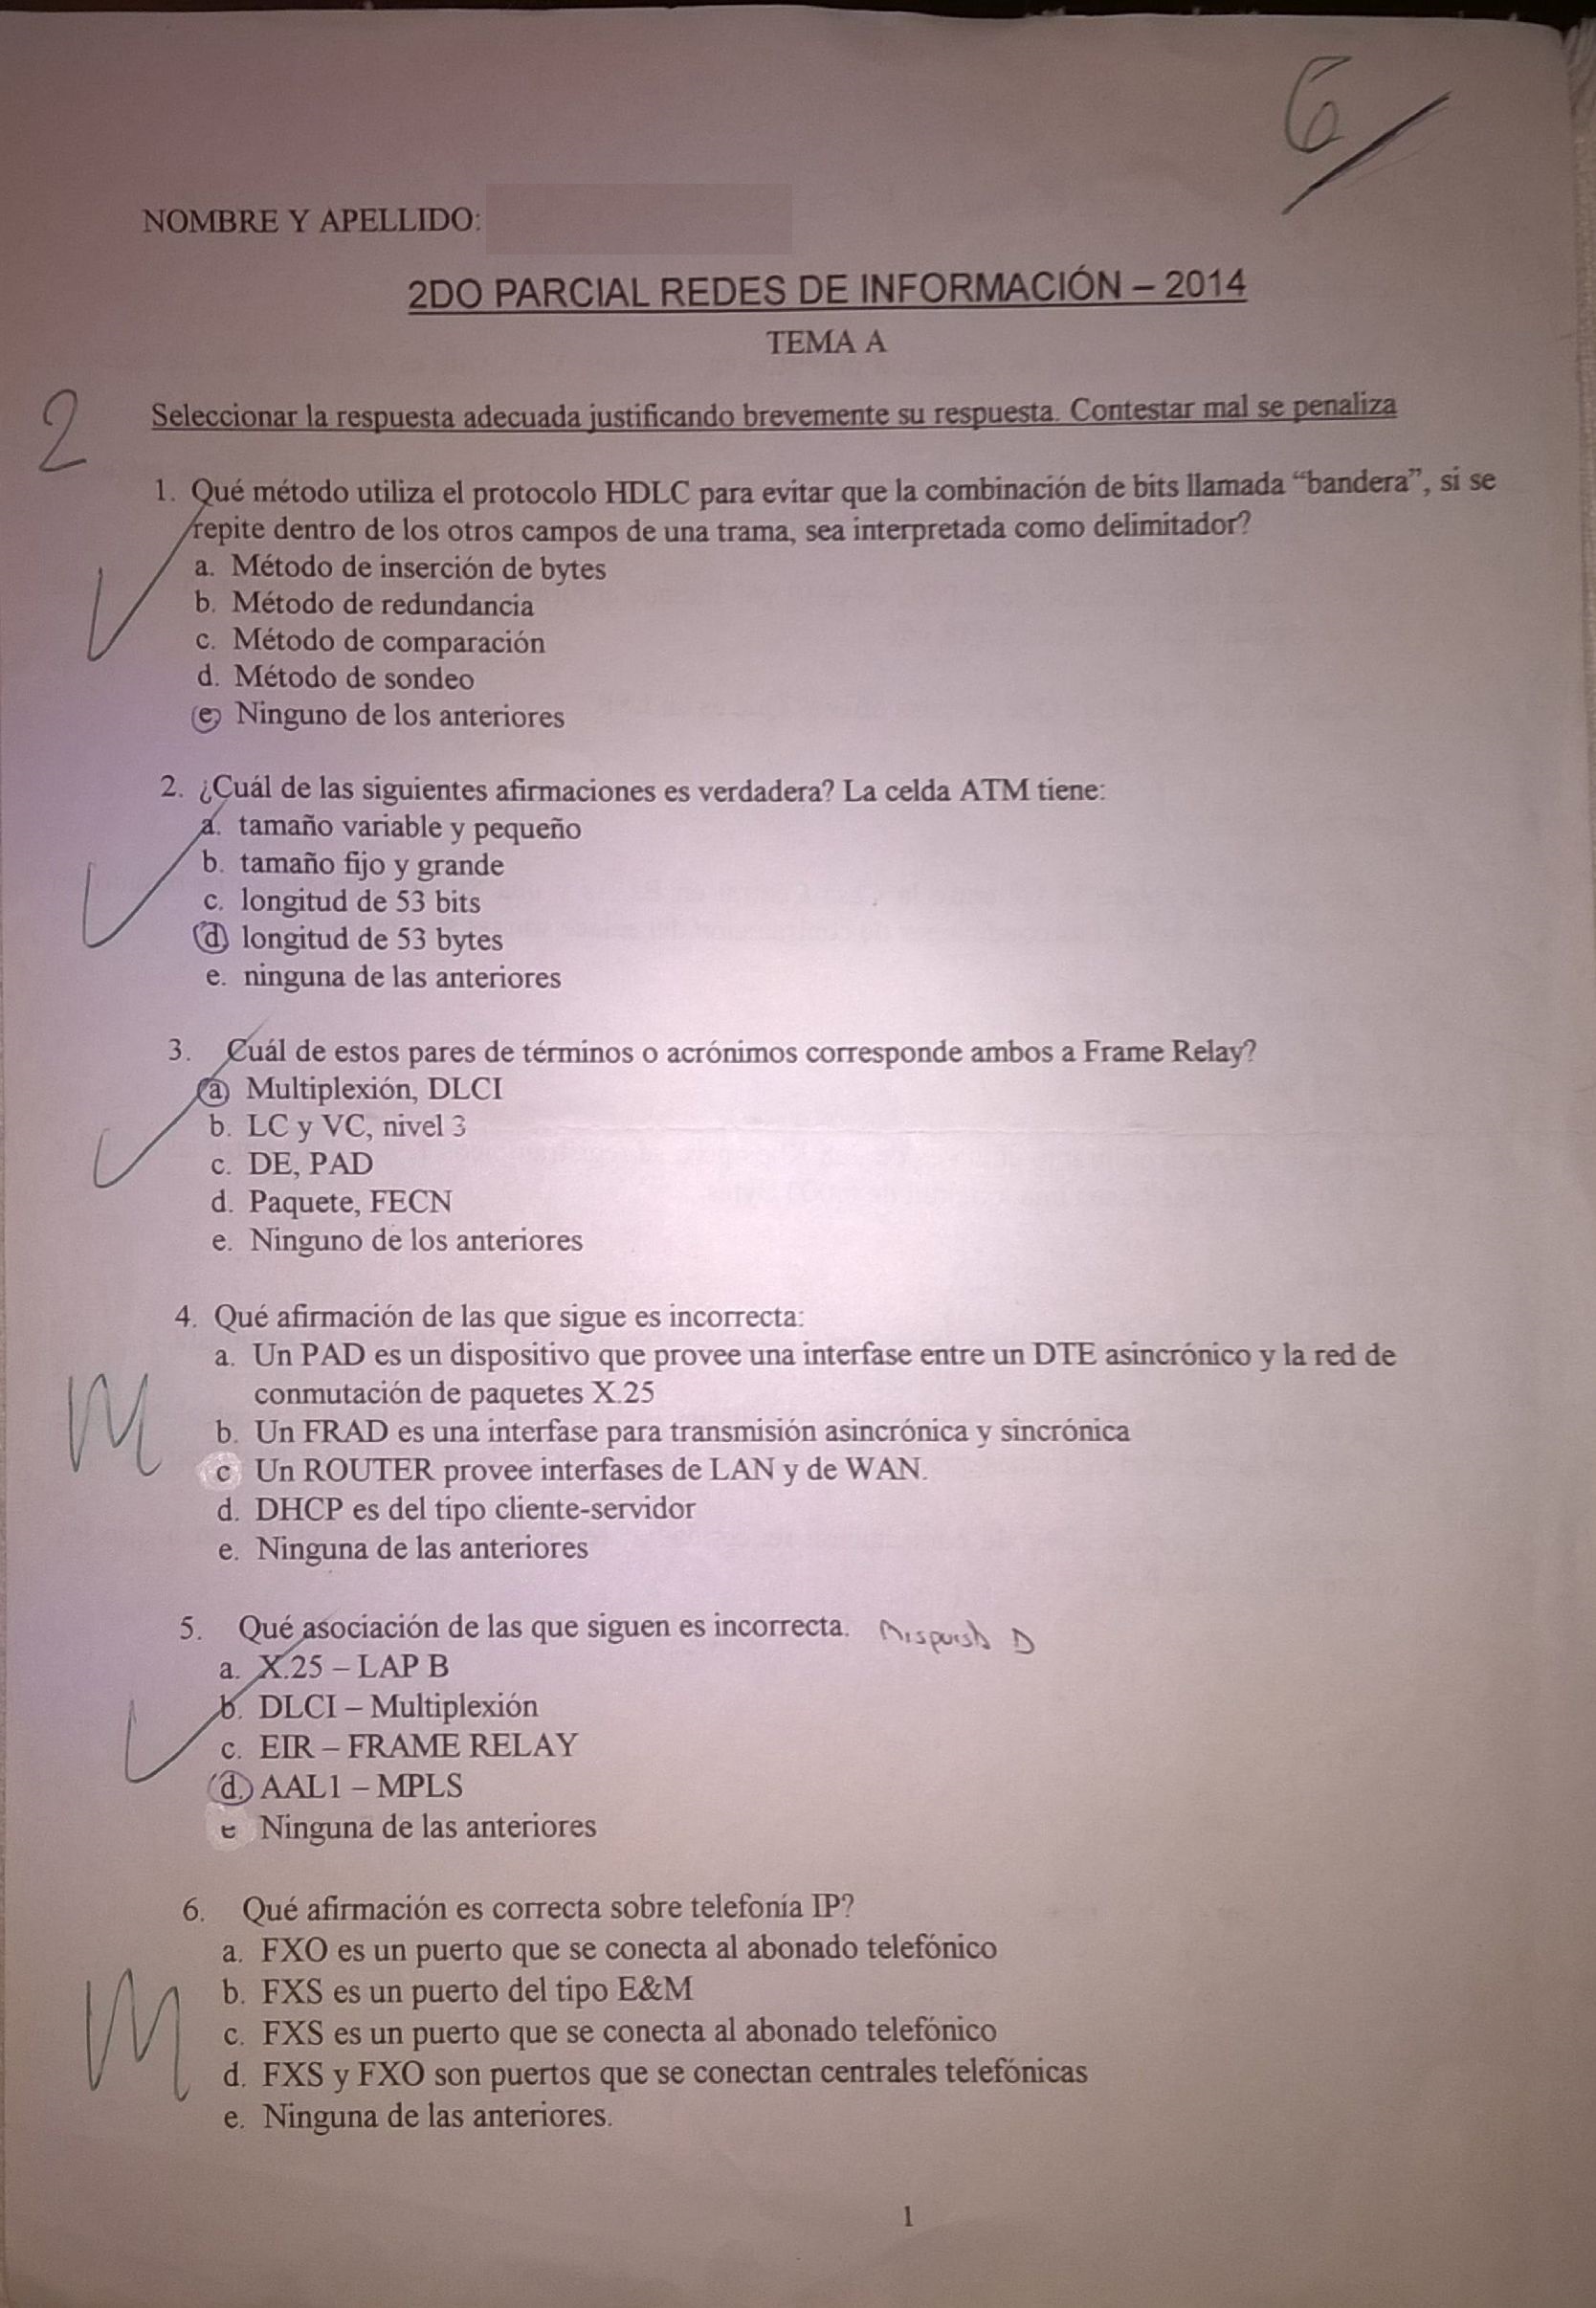 6
NOMBRE Y APELLIDO:
2DO PARCIAL REDES DE INFORMACIÓN – 2014
TEMA A
2
Seleccionar la respuesta adecuada justificando brevemente su respuesta. Contestar mal se penaliza
1. Qué método utiliza el protocolo HDLC para evitar que la combinación de bits llamada “bandera”, si se
repite dentro de los otros campos de una trama, sea interpretada como delimitador?
a. Método de inserción de bytes
b. Método de redundancia
c. Método de comparación
d. Método de sondeo
e. Ninguno de los anteriores
2. ¿Cuál de las siguientes afirmaciones es verdadera? La celda ATM tiene:
a. tamaño variable y pequeño
b. tamaño fijo y grande
c. longitud de 53 bits
d. longitud de 53 bytes
e. ninguna de las anteriores
3. Cuál de estos pares de términos o acrónimos corresponde ambos a Frame Relay?
a. Multiplexión, DLCI
b. LC y VC, nivel 3
c. DE, PAD
d. Paquete, FECN
e. Ninguno de los anteriores
4. Qué afirmación de las que sigue es incorrecta:
a. Un PAD es un dispositivo que provee una interfase entre un DTE asincrónico y la red de
conmutación de paquetes X.25
M
b. Un FRAD es una interfase para transmisión asincrónica y sincrónica
c Un ROUTER provee interfases de LAN y de WAN.
d. DHCP es del tipo cliente-servidor
e. Ninguna de las anteriores
5. Qué asociación de las que siguen es incorrecta. D
a. X.25 – LAP B
b. DLCI – Multiplexión
c. EIR – FRAME RELAY
d. AAL1 – MPLS
e Ninguna de las anteriores
6. Qué afirmación es correcta sobre telefonía IP?
a. FXO es un puerto que se conecta al abonado telefónico
b. FXS es un puerto del tipo E&M
M
c. FXS es un puerto que se conecta al abonado telefónico
d. FXS y FXO son puertos que se conectan centrales telefónicas
e. Ninguna de las anteriores.
1